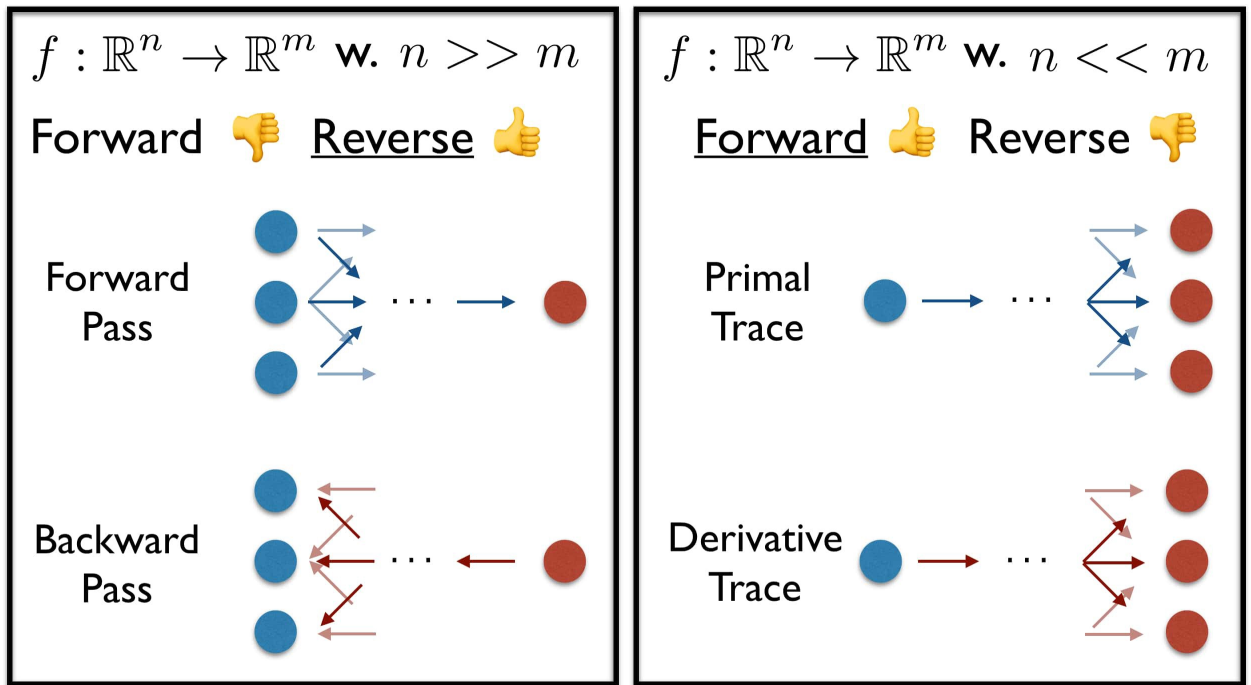 f : ℝⁿ → ℝᵐ w. n >> m
Forward 👎 Reverse 👍
Forward
Pass
...
Backward
Pass
...
f : ℝⁿ → ℝᵐ w. n << m
Forward 👍 Reverse 👎
Primal
Trace
...
Derivative
Trace
...